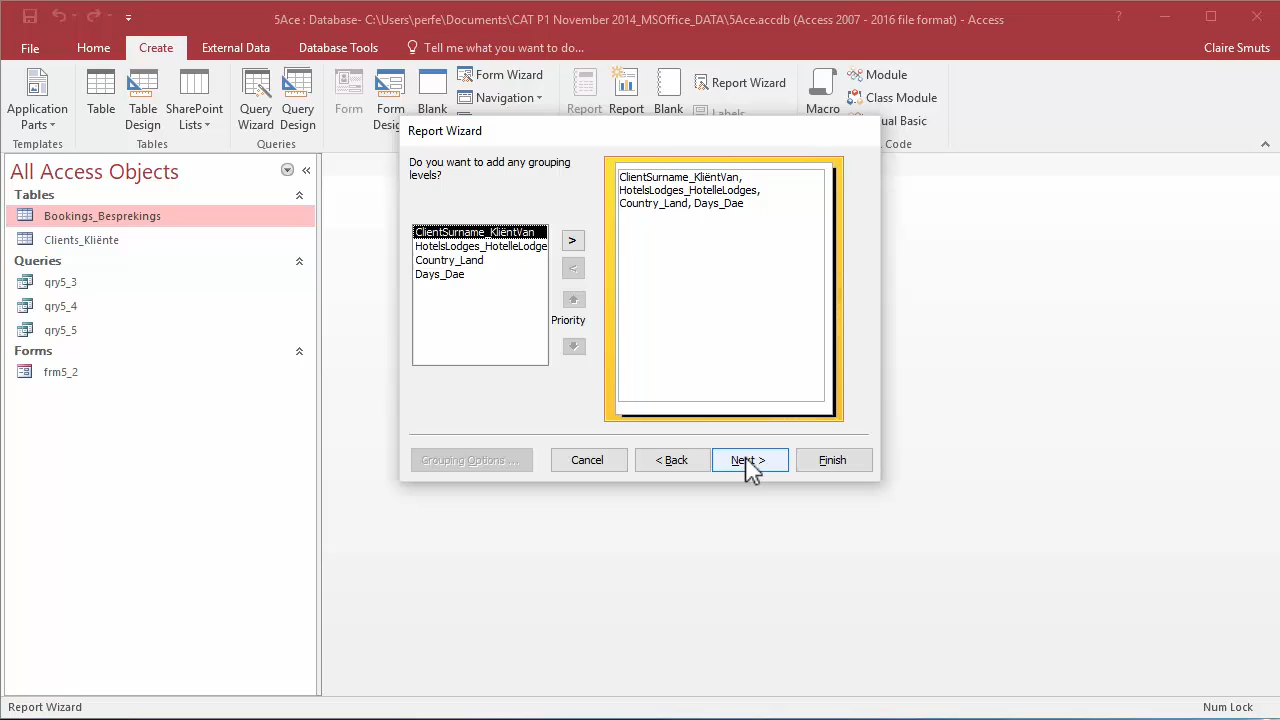 5Ace : Database- C:\Users\perfe\Documents\CAT P1 November 2014_MSOffice_DATA\5Ace.accdb (Access 2007 - 2016 file format) - Access
File Home Create External Data Database Tools Tell me what you want to do... Claire Smuts
Application Parts
Templates
Table
Table Design
SharePoint Lists
Tables
Query Wizard
Query Design
Queries
Form
Form
Blank
Form Wizard
Navigation
Report
Report
Blank
Report Wizard
Labels
Macro
Module
Class Module
ual Basic
Code
All Access Objects
Tables
Bookings_Besprekings
Clients_Kliënte
Queries
qry5_3
qry5_4
qry5_5
Forms
frm5_2
Report Wizard
Do you want to add any grouping
levels?
ClientSurname_KliëntVan
HotelsLodges_HotelleLodge
Country_Land
Days_Dae
>
<
Priority
ClientSurname_KliëntVan,
HotelsLodges_HotelleLodges,
Country_Land, Days_Dae
Grouping Options ... Cancel < Back Next > Finish
Report Wizard Num Lock